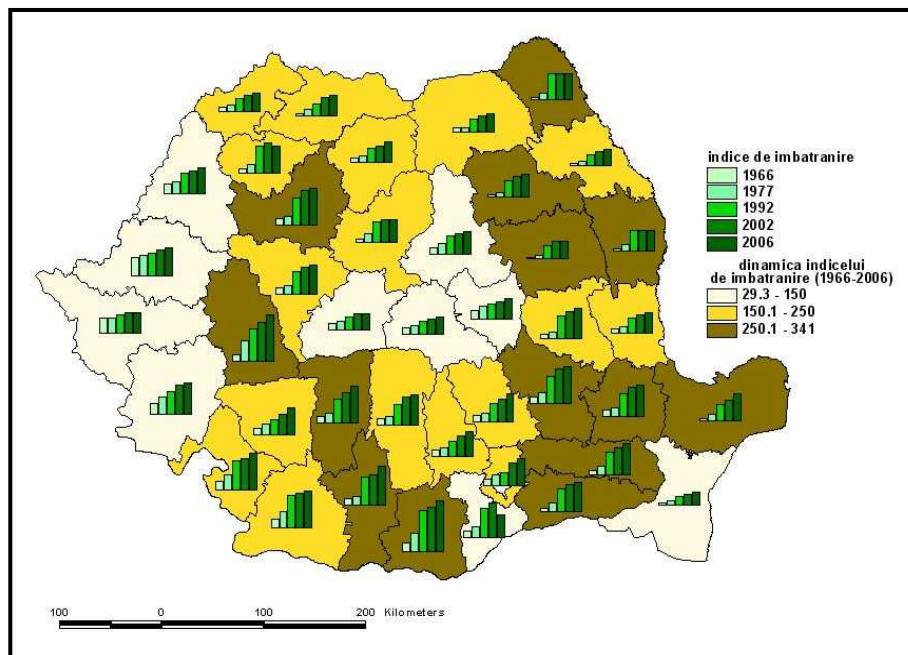 indice de imbatranire
1966
1977
1992
2002
2006
dinamica indicelui
de imbatranire (1966-2006)
29.3 - 150
150.1 - 250
250.1 - 341
100 0 100 200 Kilometers